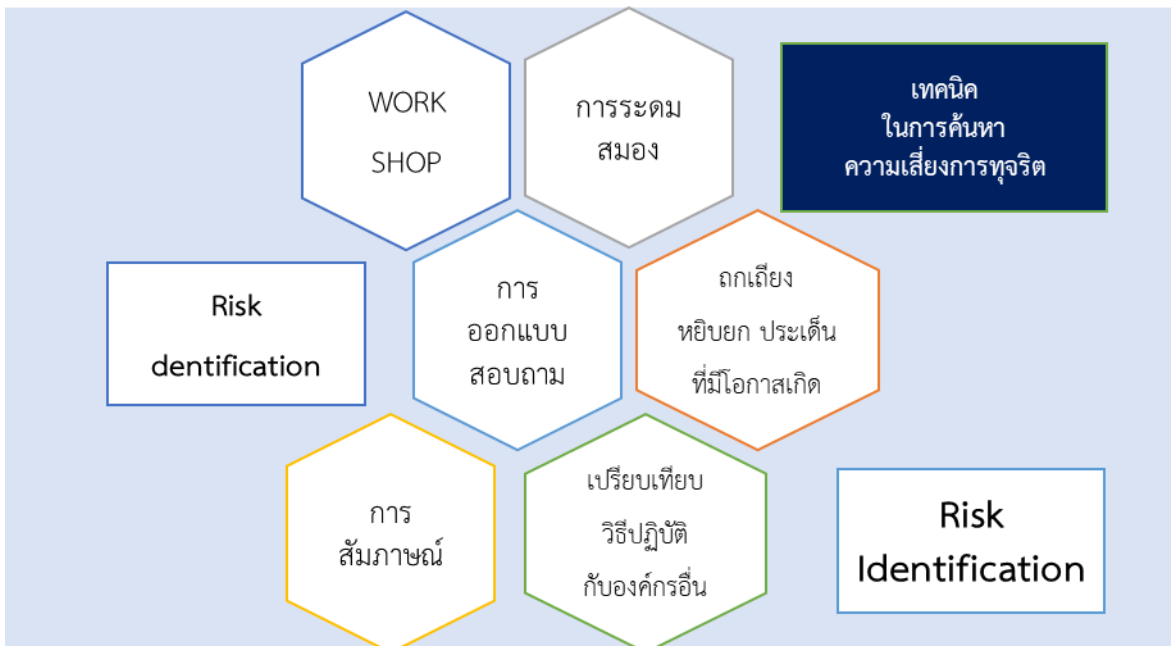 WORK
SHOP
การระดม
สมอง
เทคนิค
ในการค้นหา
ความเสี่ยงการทุจริต
Risk
dentification
การ
ออกแบบ
สอบถาม
ถกเถียง
หยิบยก ประเด็น
ที่มีโอกาสเกิด
การ
สัมภาษณ์
เปรียบเทียบ
วิธีปฏิบัติ
กับองค์กรอื่น
Risk
Identification